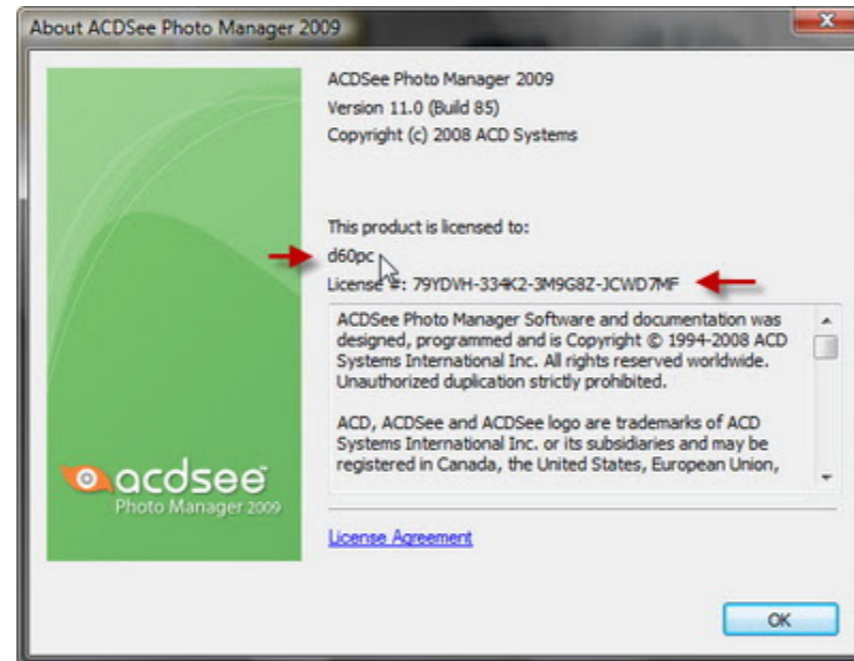 About ACDSee Photo Manager 2009
ACDSee Photo Manager 2009
Version 11.0 (Build 85)
Copyright (c) 2008 ACD Systems
This product is licensed to:
d60pc
License #: 79YDVH-334K2-3M9G8Z-JCWD7MF
ACDSee Photo Manager Software and documentation was
designed, programmed and is Copyright © 1994-2008 ACD
Systems International Inc. All rights reserved worldwide.
Unauthorized duplication strictly prohibited.
ACD, ACDSee and ACDSee logo are trademarks of ACD
Systems International Inc. or its subsidiaries and may be
registered in Canada, the United States, European Union,
acdsee™
Photo Manager 2009
License Agreement
OK